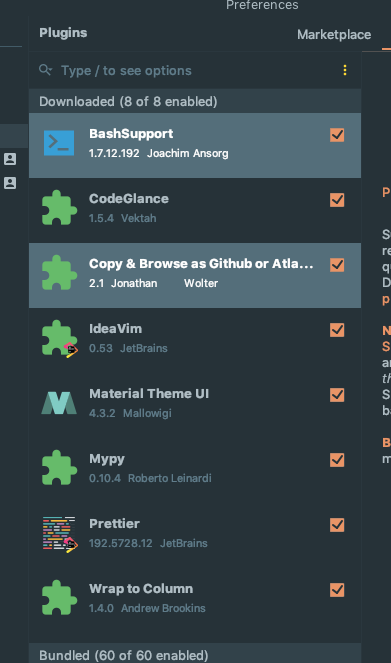 Preferences
Plugins
Marketplace
Type / to see options
Downloaded (8 of 8 enabled)
BashSupport
1.7.12.192 Joachim Ansorg
CodeGlance
1.5.4 Vektah
Copy & Browse as Github or Atla...
2.1 Jonathan Wolter
IdeaVim
0.53 JetBrains
Material Theme UI
4.3.2 Mallowigi
Mypy
0.10.4 Roberto Leinardi
Prettier
192.5728.12 JetBrains
Wrap to Column
1.4.0 Andrew Brookins
Bundled (60 of 60 enabled)